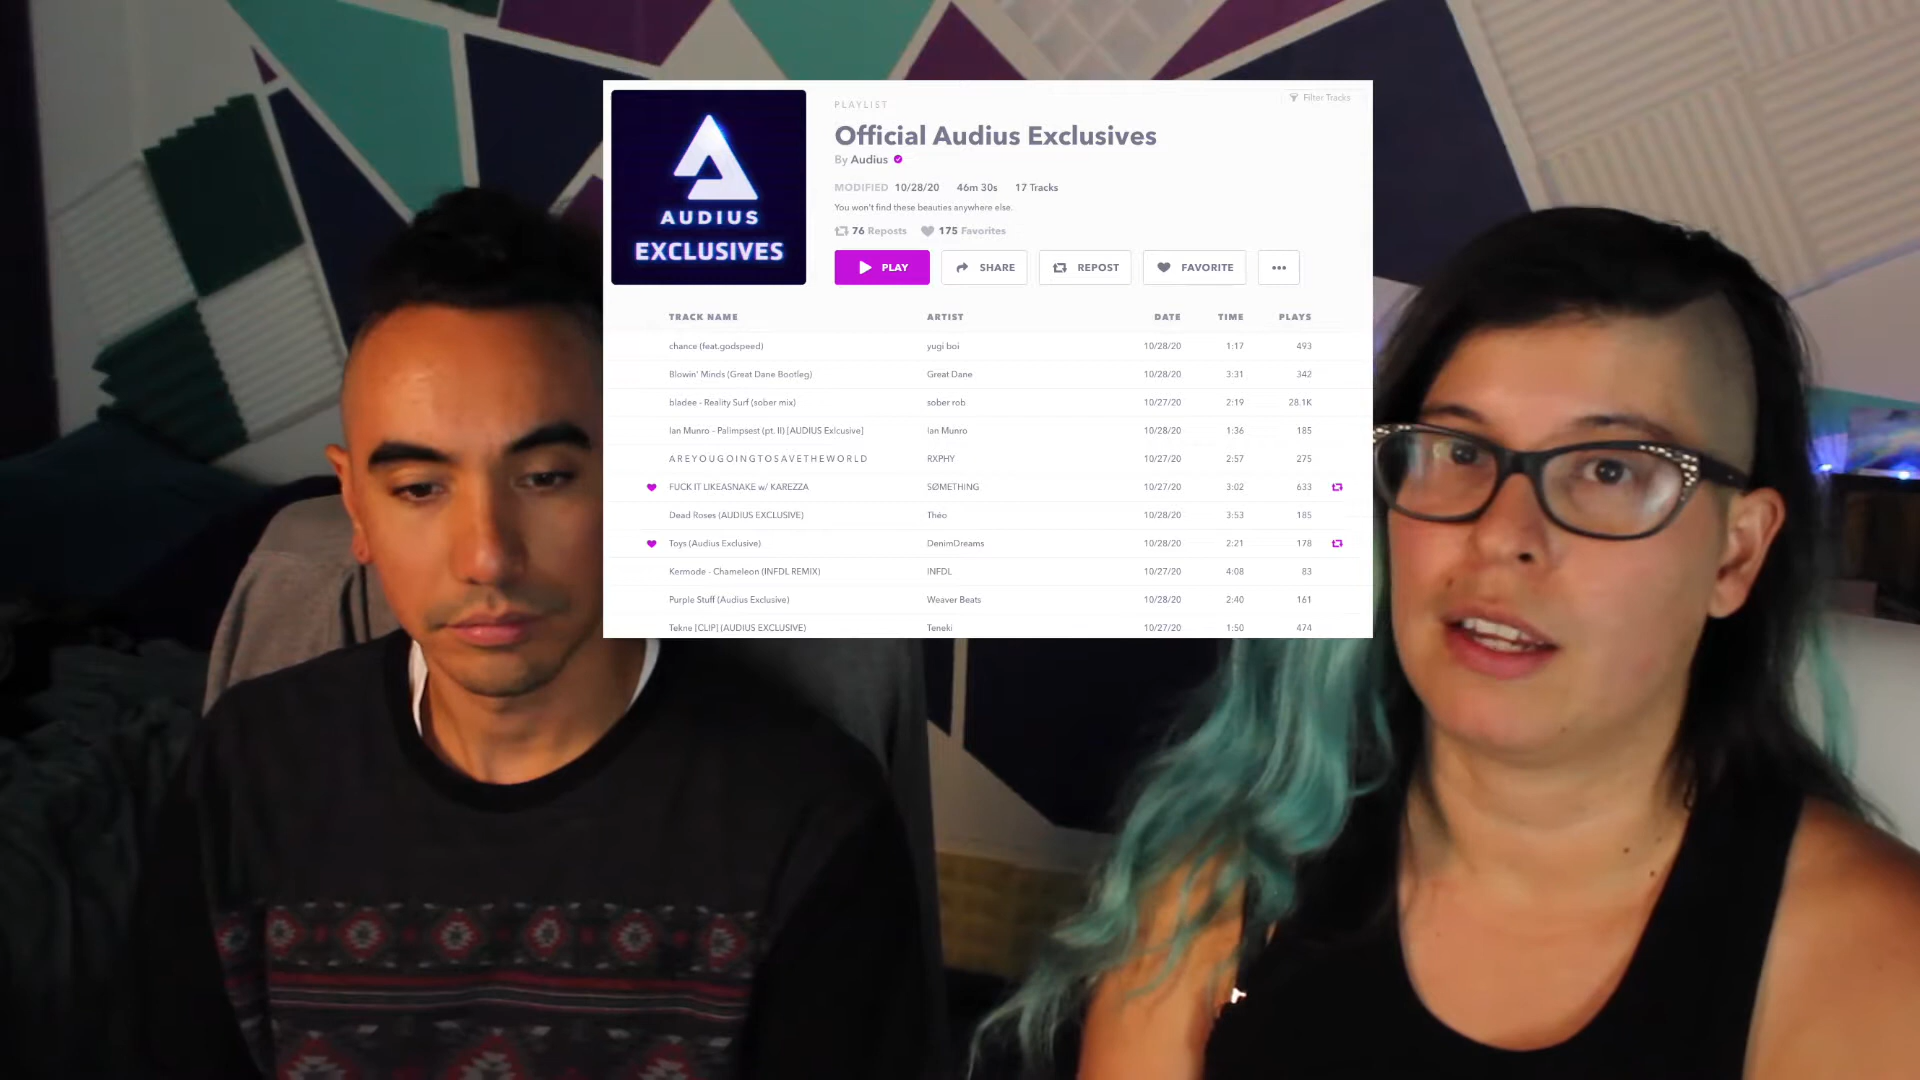 PLAYLIST
Filter Tracks
Official Audius Exclusives
By Audius
MODIFIED 10/28/20 46m 30s 17 Tracks
You won't find these beauties anywhere else.
76 Reposts 175 Favorites
AUDIUS
EXCLUSIVES
PLAY SHARE REPOST FAVORITE
TRACK NAME ARTIST DATE TIME PLAYS
chance (feat.godspeed) yugi boi 10/28/20 1:17 493
Blowin' Minds (Great Dane Bootleg) Great Dane 10/28/20 3:31 342
bladee - Reality Surf (sober mix) sober rob 10/27/20 2:19 28.1K
Ian Munro - Palimpsest (pt. II) [AUDIUS Exlcusive] Ian Munro 10/28/20 1:36 185
A R E Y O U G O I N G T O S A V E T H E W O R L D RXPHY 10/27/20 2:57 275
FUCK IT LIKEASNAKE w/ KAREZZA SØMETHING 10/27/20 3:02 633
Dead Roses (AUDIUS EXCLUSIVE) Théo 10/28/20 3:53 185
Toys (Audius Exclusive) DenimDreams 10/28/20 2:21 178
Kermode - Chameleon (INFDL REMIX) INFDL 10/27/20 4:08 83
Purple Stuff (Audius Exclusive) Weaver Beats 10/28/20 2:40 161
Tekne [CLIP] (AUDIUS EXCLUSIVE) Teneki 10/27/20 1:50 474